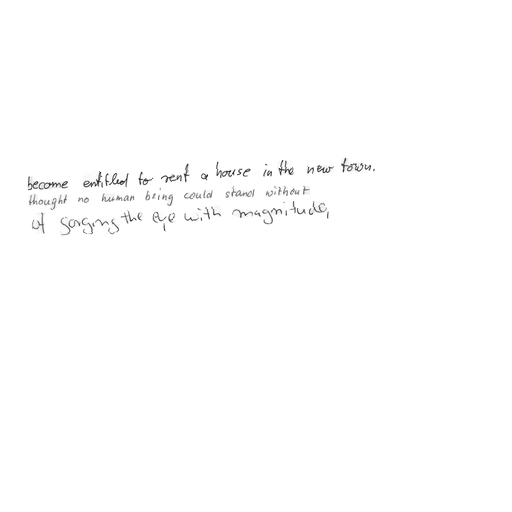 become entitled to rent a house in the new town.
thought no human being could stand without
of gorging the eye with magnitude,